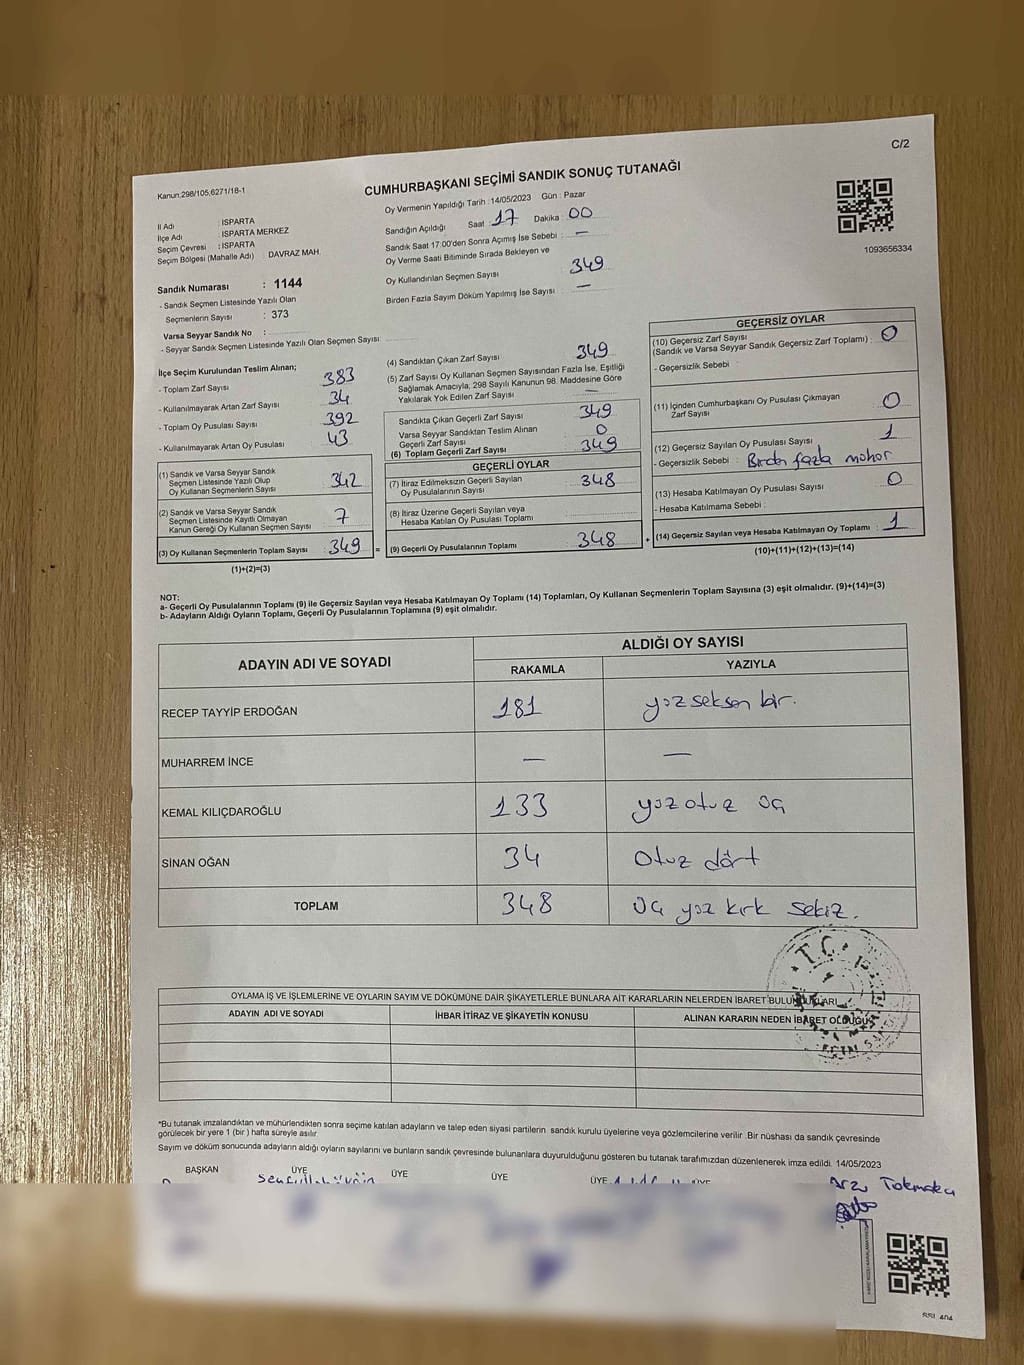 C/2
Kanun:298/105,6271/18-1
CUMHURBAŞKANI SEÇİMİ SANDIK SONUÇ TUTANAĞI
Oy Vermenin Yapıldığı Tarih : 14/05/2023 Gün : Pazar
İl Adı : ISPARTA
İlçe Adı : ISPARTA MERKEZ
Seçim Çevresi : ISPARTA
Seçim Bölgesi (Mahalle Adı) DAVRAZ MAH.
Sandığın Açıldığı Saat : 17 Dakika : 00
Sandık Saat 17:00'den Sonra Açımış İse Sebebi : —
Oy Verme Saati Bitiminde Sırada Bekleyen ve
Oy Kullandırılan Seçmen Sayısı : 349
Birden Fazla Sayım Döküm Yapılmış İse Sayısı : —
1093656334
Sandık Numarası : 1144
- Sandık Seçmen Listesinde Yazılı Olan
Seçmenlerin Sayısı : 373
Varsa Seyyar Sandık No :
- Seyyar Sandık Seçmen Listesinde Yazılı Olan Seçmen Sayısı:
İlçe Seçim Kurulundan Teslim Alınan;
- Toplam Zarf Sayısı : 383
- Kullanılmayarak Artan Zarf Sayısı : 34
- Toplam Oy Pusulası Sayısı : 392
- Kullanılmayarak Artan Oy Pusulası : 43
(1) Sandık ve Varsa Seyyar Sandık
Seçmen Listesinde Yazılı Olup
Oy Kullanan Seçmenlerin Sayısı : 342
(2) Sandık ve Varsa Seyyar Sandık
Seçmen Listesinde Kayıtlı Olmayan
Kanun Gereği Oy Kullanan Seçmen Sayısı : 7
(3) Oy Kullanan Seçmenlerin Toplam Sayısı : 349 =
(1)+(2)=(3)
(4) Sandıktan Çıkan Zarf Sayısı : 349
(5) Zarf Sayısı Oy Kullanan Seçmen Sayısından Fazla İse, Eşitliği
Sağlamak Amacıyla, 298 Sayılı Kanunun 98. Maddesine Göre
Yakılarak Yok Edilen Zarf Sayısı : —
Sandıkta Çıkan Geçerli Zarf Sayısı : 349
Varsa Seyyar Sandıktan Teslim Alınan
Geçerli Zarf Sayısı : 0
(6) Toplam Geçerli Zarf Sayısı : 349
GEÇERLİ OYLAR
(7) İtiraz Edilmeksizin Geçerli Sayılan
Oy Pusulalarının Sayısı : 348
(8) İtiraz Üzerine Geçerli Sayılan veya
Hesaba Katılan Oy Pusulası Toplamı :
(9) Geçerli Oy Pusulalarının Toplamı : 348 +
GEÇERSİZ OYLAR
(10) Geçersiz Zarf Sayısı
(Sandık ve Varsa Seyyar Sandık Geçersiz Zarf Toplamı) : 0
- Geçersizlik Sebebi :
(11) İçinden Cumhurbaşkanı Oy Pusulası Çıkmayan
Zarf Sayısı : 0
(12) Geçersiz Sayılan Oy Pusulası Sayısı : 1
- Geçersizlik Sebebi : Birden fazla mühür
(13) Hesaba Katılmayan Oy Pusulası Sayısı : 0
- Hesaba Katılmama Sebebi :
(14) Geçersiz Sayılan veya Hesaba Katılmayan Oy Toplamı : 1
(10)+(11)+(12)+(13)=(14)
NOT:
a- Geçerli Oy Pusulalarının Toplamı (9) ile Geçersiz Sayılan veya Hesaba Katılmayan Oy Toplamı (14) Toplamları, Oy Kullanan Seçmenlerin Toplam Sayısına (3) eşit olmalıdır. (9)+(14)=(3)
b- Adayların Aldığı Oyların Toplamı, Geçerli Oy Pusulalarının Toplamına (9) eşit olmalıdır.
ADAYIN ADI VE SOYADI ALDIĞI OY SAYISI
RAKAMLA YAZIYLA
RECEP TAYYİP ERDOĞAN 181 yüz seksen bir.
MUHARREM İNCE — —
KEMAL KILIÇDAROĞLU 133 yüz otuz üç
SİNAN OĞAN 34 Otuz dört
TOPLAM 348 üç yüz kırk sekiz.
T.C.
OYLAMA İŞ VE İŞLEMLERİNE VE OYLARIN SAYIM VE DÖKÜMÜNE DAİR ŞİKAYETLERLE BUNLARA AİT KARARLARIN NELERDEN İBARET BULUNDUKLARI
ADAYIN ADI VE SOYADI İHBAR İTİRAZ VE ŞİKAYETİN KONUSU ALINAN KARARIN NEDEN İBARET OLDUĞU
*Bu tutanak imzalandıktan ve mühürlendikten sonra seçime katılan adayların ve talep eden siyasi partilerin sandık kurulu üyelerine veya gözlemcilerine verilir .Bir nüshası da sandık çevresinde
görülecek bir yere 1 (bir ) hafta süreyle asılır.
Sayım ve döküm sonucunda adayların aldığı oyların sayılarını ve bunların sandık çevresinde bulunanlara duyurulduğunu gösteren bu tutanak tarafımızdan düzenlenerek imza edildi. 14/05/2023
BAŞKAN ÜYE ÜYE ÜYE ÜYE ÜYE
Arzu Tokmakcı